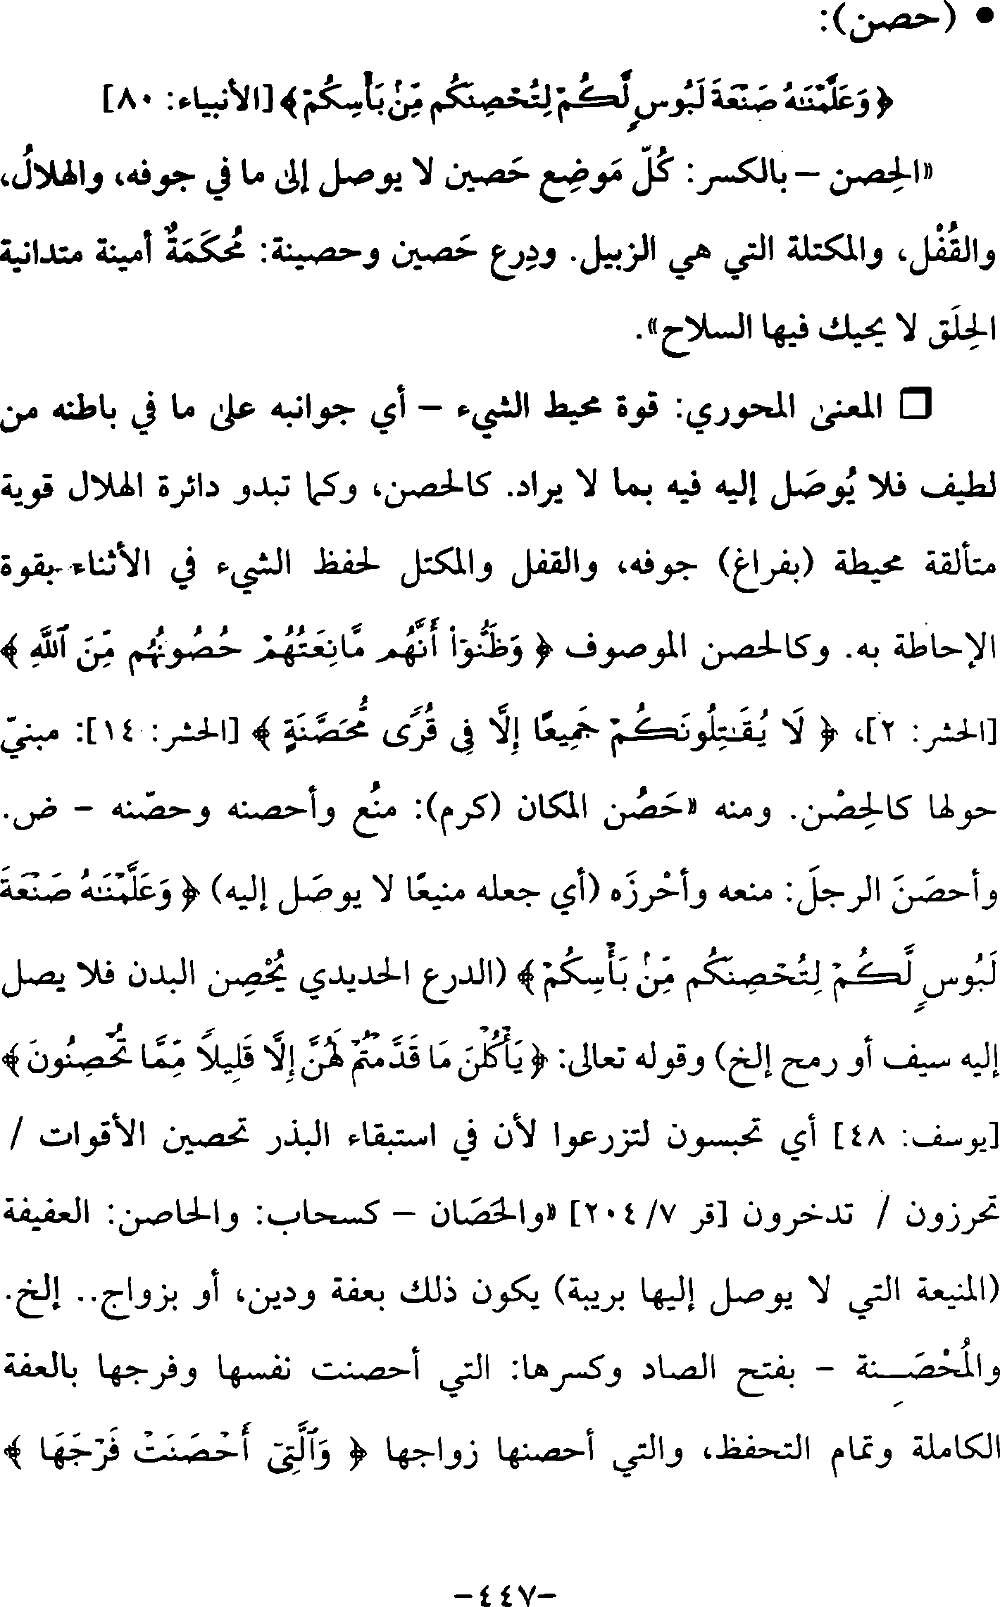 • (حصن):
﴿ وَعَلَّمْنَـٰهُ صَنْعَةَ لَبُوسٍ لَّكُمْ لِتُحْصِنَكُم مِّنۢ بَأْسِكُمْ ﴾ [الأنبياء: ٨٠]
«الحِصن – بالكسر: كُلّ مَوضِع حَصين لا يوصل إلى ما في جوفه، والهلالُ،
والقُفْل، والمكتلة التي هي الزبيل. ودِرع حَصين وحصينة: مُحكَمَةٌ أمينة متدانية
الحِلَق لا يحيك فيها السلاح».
❑ المعنى المحوري: قوة محيط الشيء – أي جوانبه على ما في باطنه من
لطيف فلا يُوصَل إليه فيه بما لا يراد. كالحصن، وكما تبدو دائرة الهلال قوية
متألقة محيطة (بفراغ) جوفه، والقفل والمكتل لحفظ الشيء في الأثناء بقوة
الإحاطة به. وكالحصن الموصوف ﴿ وَظَنُّوٓا۟ أَنَّهُم مَّانِعَتُهُمْ حُصُونُهُم مِّنَ ٱللَّهِ ﴾
[الحشر: ٢]، ﴿ لَا يُقَـٰتِلُونَكُمْ جَمِيعًا إِلَّا فِى قُرًى مُّحَصَّنَةٍ ﴾ [الحشر: ١٤]: مبنيّ
حولها كالحِصْن. ومنه «حَصُن المكان (كرم): منُع وأحصنه وحصّنه – ض.
وأحصَنَ الرجلَ: منعه وأحْرزَه (أي جعله منيعًا لا يوصَل إليه) ﴿ وَعَلَّمْنَـٰهُ صَنْعَةَ
لَبُوسٍ لَّكُمْ لِتُحْصِنَكُم مِّنۢ بَأْسِكُمْ ﴾ (الدرع الحديدي يُحْصِن البدن فلا يصل
إليه سيف أو رمح إلخ) وقوله تعالى: ﴿ يَأْكُلْنَ مَا قَدَّمْتُمْ لَهُنَّ إِلَّا قَلِيلًا مِّمَّا تُحْصِنُونَ ﴾
[يوسف: ٤٨] أي تحبسون لتزرعوا لأن في استبقاء البذر تحصين الأقوات /
تحرزون / تدخرون [قر ٧/ ٢٠٤] «والحَصَان – كسحاب: والحاصن: العفيفة
(المنيعة التي لا يوصل إليها بريبة) يكون ذلك بعفة ودين، أو بزواج.. إلخ.
والمُحْصَـِـنة – بفتح الصاد وكسرها: التي أحصنت نفسها وفرجها بالعفة
الكاملة وتمام التحفظ، والتي أحصنها زواجها ﴿ وَٱلَّتِىٓ أَحْصَنَتْ فَرْجَهَا ﴾
-٤٤٧-